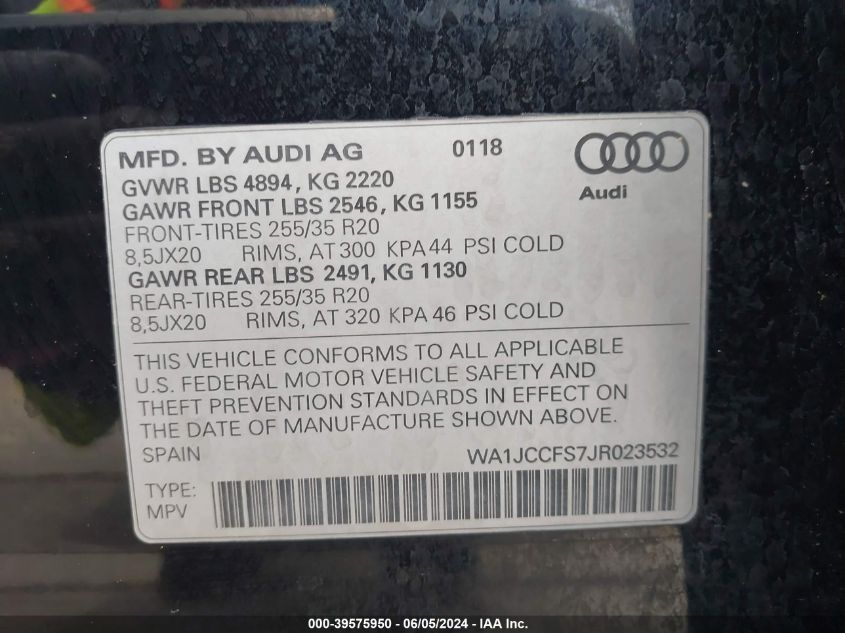 MFD. BY AUDI AG 0118
Audi
GVWR LBS 4894, KG 2220
GAWR FRONT LBS 2546, KG 1155
FRONT-TIRES 255/35 R20
8,5JX20 RIMS, AT 300 KPA 44 PSI COLD
GAWR REAR LBS 2491, KG 1130
REAR-TIRES 255/35 R20
8,5JX20 RIMS, AT 320 KPA 46 PSI COLD
THIS VEHICLE CONFORMS TO ALL APPLICABLE
U.S. FEDERAL MOTOR VEHICLE SAFETY AND
THEFT PREVENTION STANDARDS IN EFFECT ON
THE DATE OF MANUFACTURE SHOWN ABOVE.
SPAIN WA1JCCFS7JR023532
TYPE:
MPV
000-39575950 - 06/05/2024 - IAA Inc.